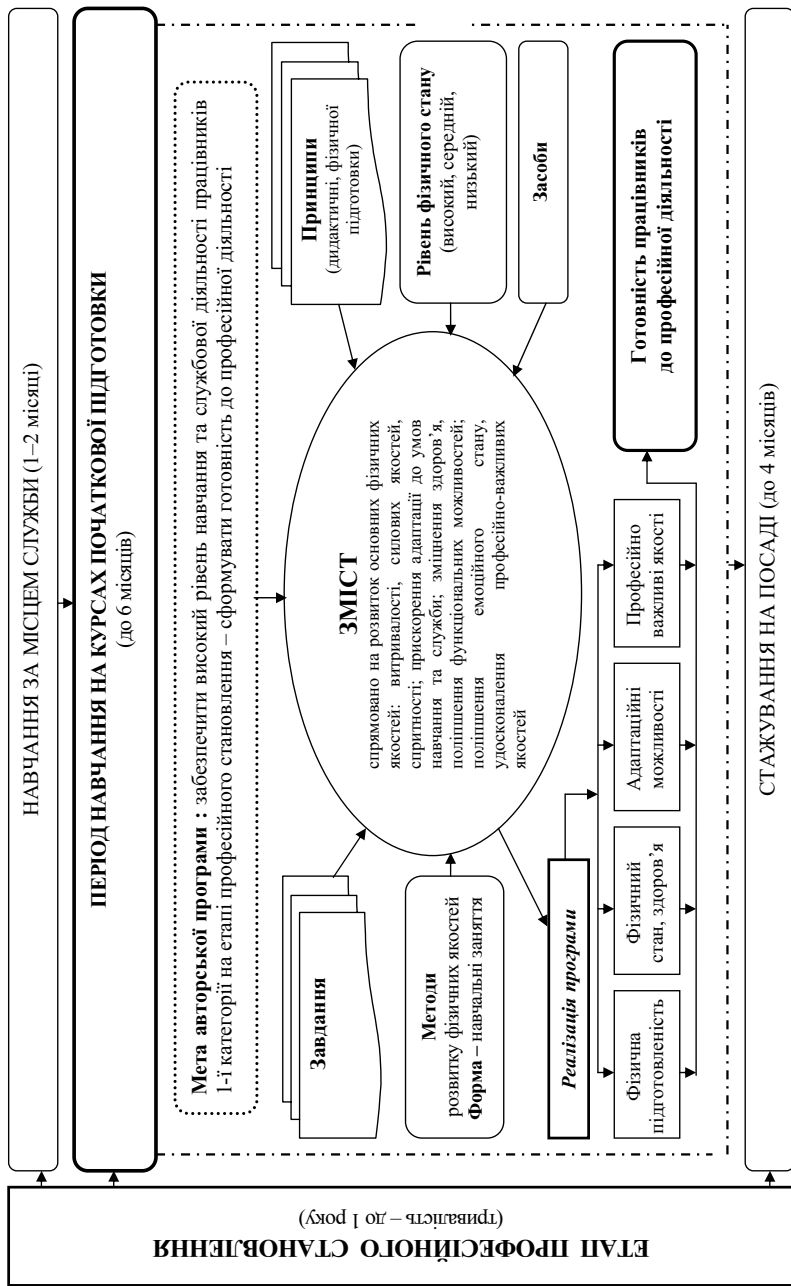 ЕТАП ПРОФЕСІЙНОГО СТАНОВЛЕННЯ
(тривалість – до 1 року)
НАВЧАННЯ ЗА МІСЦЕМ СЛУЖБИ (1–2 місяці)
ПЕРІОД НАВЧАННЯ НА КУРСАХ ПОЧАТКОВОЇ ПІДГОТОВКИ
(до 6 місяців)
Мета авторської програми : забезпечити високий рівень навчання та службової діяльності працівників
1-ї категорії на етапі професійного становлення – сформувати готовність до професійної діяльності
Завдання
Методи
розвитку фізичних якостей
Форма – навчальні заняття
ЗМІСТ
спрямовано на розвиток основних фізичних
якостей: витривалості, силових якостей,
спритності; прискорення адаптації до умов
навчання та служби; зміцнення здоров’я,
поліпшення функціональних можливостей;
поліпшення емоційного стану,
удосконалення професійно-важливих
якостей
Принципи
(дидактичні, фізичної
підготовки)
Рівень фізичного стану
(високий, середній,
низький)
Засоби
Реалізація програми
Фізична
підготовленість
Фізичний
стан, здоров’я
Адаптаційні
можливості
Професійно
важливі якості
Готовність працівників
до професійної діяльності
СТАЖУВАННЯ НА ПОСАДІ (до 4 місяців)